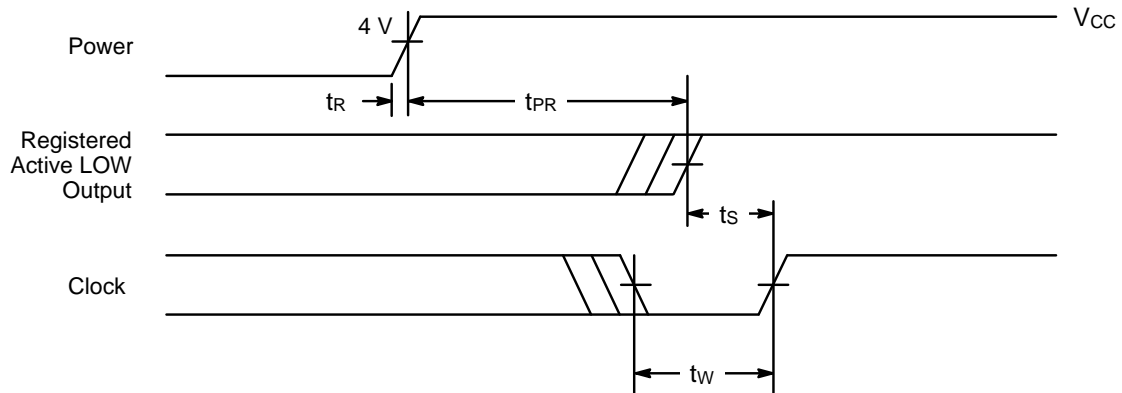 4 V
VCC
Power
tR
tPR
Registered
Active LOW
Output
tS
Clock
tW